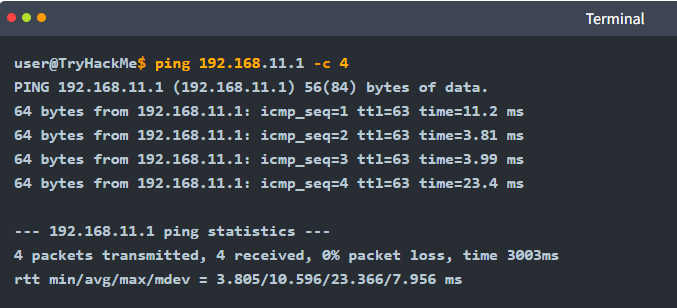 Terminal
user@TryHackMe$ ping 192.168.11.1 -c 4
PING 192.168.11.1 (192.168.11.1) 56(84) bytes of data.
64 bytes from 192.168.11.1: icmp_seq=1 ttl=63 time=11.2 ms
64 bytes from 192.168.11.1: icmp_seq=2 ttl=63 time=3.81 ms
64 bytes from 192.168.11.1: icmp_seq=3 ttl=63 time=3.99 ms
64 bytes from 192.168.11.1: icmp_seq=4 ttl=63 time=23.4 ms
--- 192.168.11.1 ping statistics ---
4 packets transmitted, 4 received, 0% packet loss, time 3003ms
rtt min/avg/max/mdev = 3.805/10.596/23.366/7.956 ms